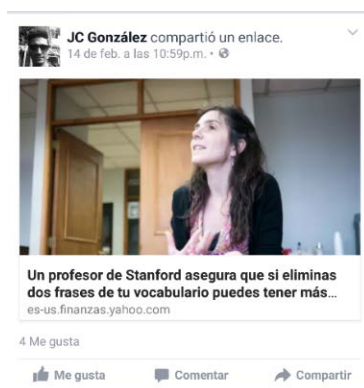 JC González compartió un enlace.
14 de feb. a las 10:59p.m. •
Un profesor de Stanford asegura que si eliminas
dos frases de tu vocabulario puedes tener más...
es-us.finanzas.yahoo.com
4 Me gusta
Me gusta Comentar Compartir